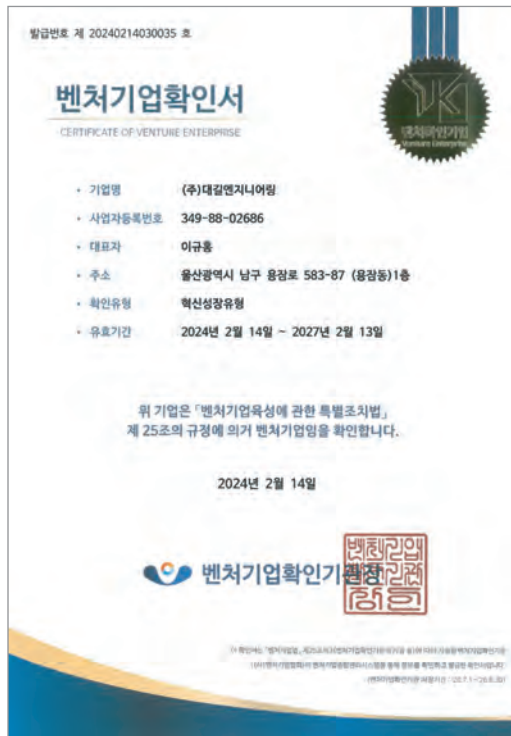 발급번호 제 20240214030035 호
벤처기업확인서
CERTIFICATE OF VENTURE ENTERPRISE
벤처확인기업
Venture Enterprise
• 기업명 (주)대길엔지니어링
• 사업자등록번호 349-88-02686
• 대표자 이규홍
• 주소 울산광역시 남구 용잠로 583-87 (용잠동)1층
• 확인유형 혁신성장유형
• 유효기간 2024년 2월 14일 ~ 2027년 2월 13일
위 기업은 「벤처기업육성에 관한 특별조치법」
제 25조의 규정에 의거 벤처기업임을 확인합니다.
2024년 2월 14일
벤처기업확인기관장